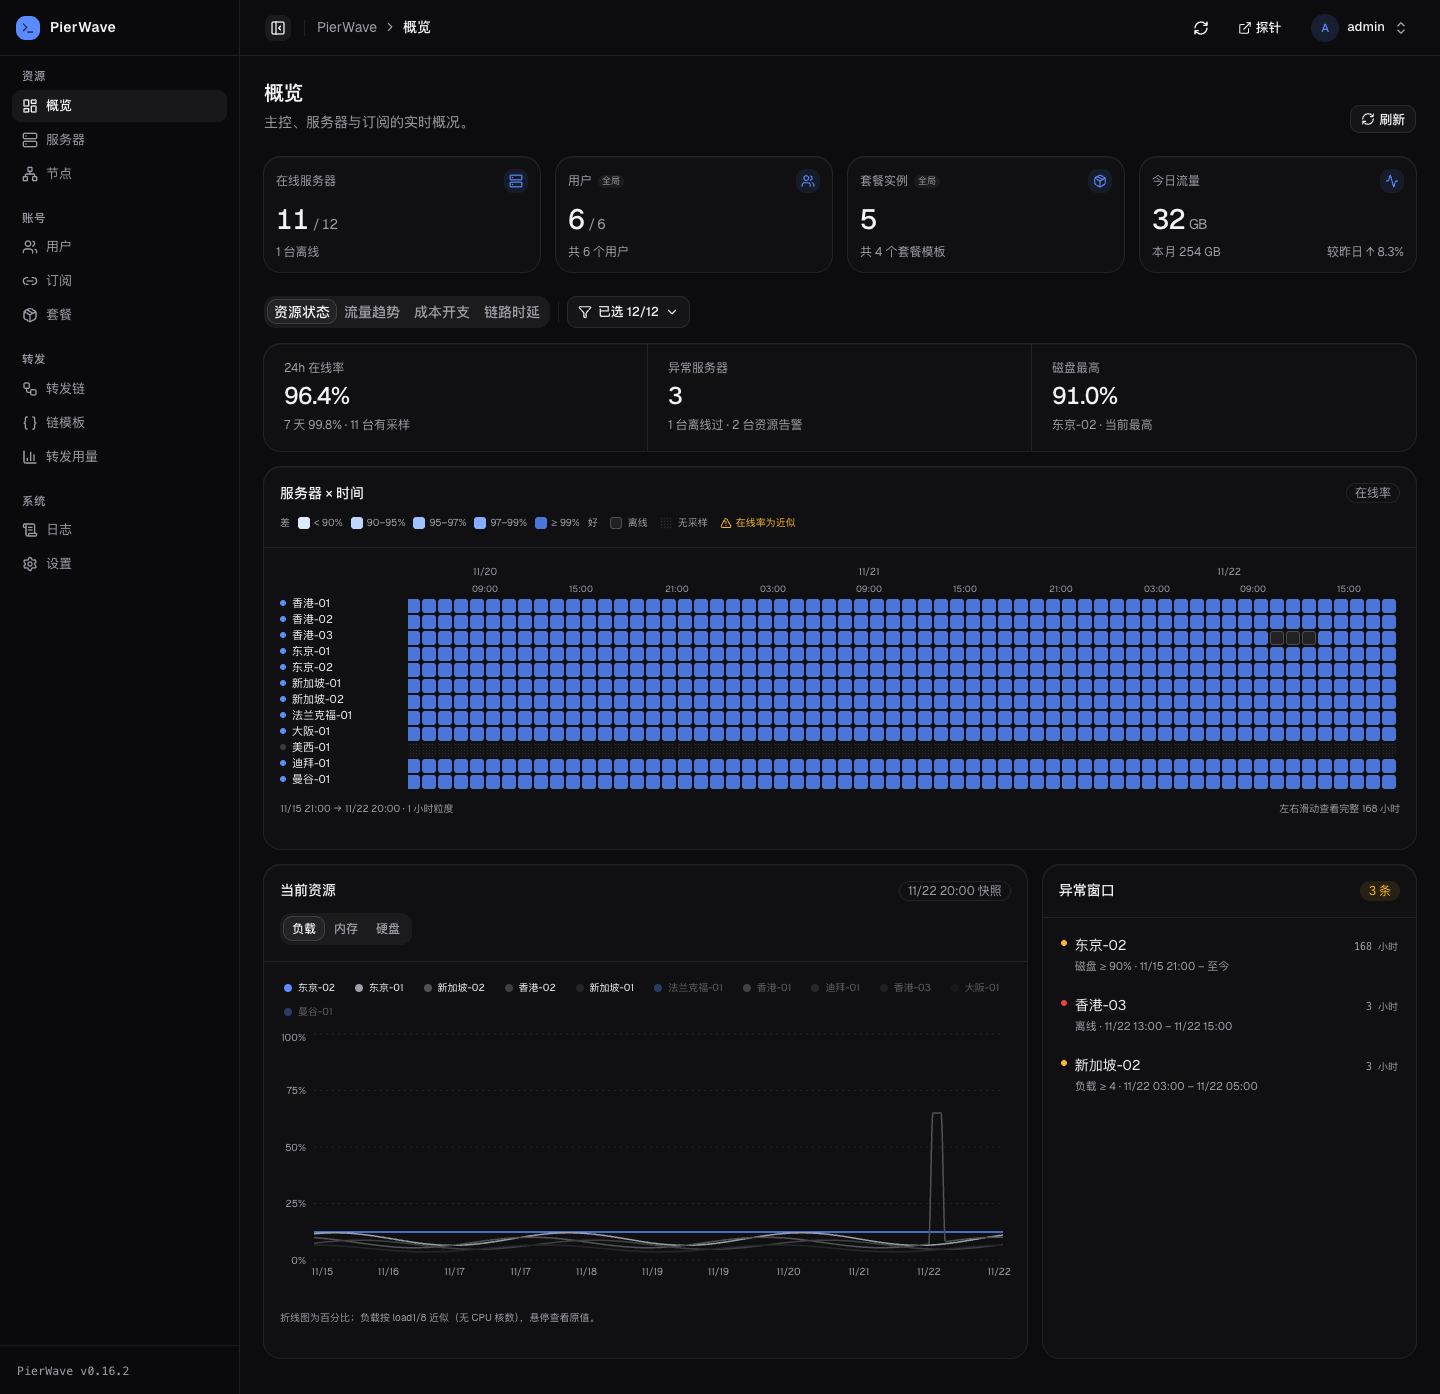 PierWave
PierWave > 概览
探针
A admin
资源
概览
服务器
节点
账号
用户
订阅
套餐
转发
转发链
链模板
转发用量
系统
日志
设置
PierWave v0.16.2
概览
主控、服务器与订阅的实时概况。
刷新
在线服务器
11 / 12
1 台离线
用户 全局
6 / 6
共 6 个用户
套餐实例 全局
5
共 4 个套餐模板
今日流量
32 GB
本月 254 GB 较昨日 ↑ 8.3%
资源状态 流量趋势 成本开支 链路时延 已选 12/12
24h 在线率
96.4%
7 天 99.8% · 11 台有采样
异常服务器
3
1 台离线过 · 2 台资源告警
磁盘最高
91.0%
东京-02 · 当前最高
服务器 × 时间 在线率
差 < 90% 90–95% 95–97% 97–99% ≥ 99% 好 离线 无采样 在线率为近似
11/20 11/21 11/22
09:00 15:00 21:00 03:00 09:00 15:00 21:00 03:00 09:00 15:00
香港-01
香港-02
香港-03
东京-01
东京-02
新加坡-01
新加坡-02
法兰克福-01
大阪-01
美西-01
迪拜-01
曼谷-01
11/15 21:00 → 11/22 20:00 · 1 小时粒度 左右滑动查看完整 168 小时
当前资源 11/22 20:00 快照
负载 内存 硬盘
东京-02 东京-01 新加坡-02 香港-02 新加坡-01 法兰克福-01 香港-01 迪拜-01 香港-03 大阪-01
曼谷-01
100%
75%
50%
25%
0%
11/15 11/16 11/17 11/17 11/18 11/19 11/19 11/20 11/21 11/22 11/22
折线图为百分比；负载按 load1/8 近似（无 CPU 核数），悬停查看原值。
异常窗口 3 条
东京-02 168 小时
磁盘 ≥ 90% · 11/15 21:00 – 至今
香港-03 3 小时
离线 · 11/22 13:00 – 11/22 15:00
新加坡-02 3 小时
负载 ≥ 4 · 11/22 03:00 – 11/22 05:00